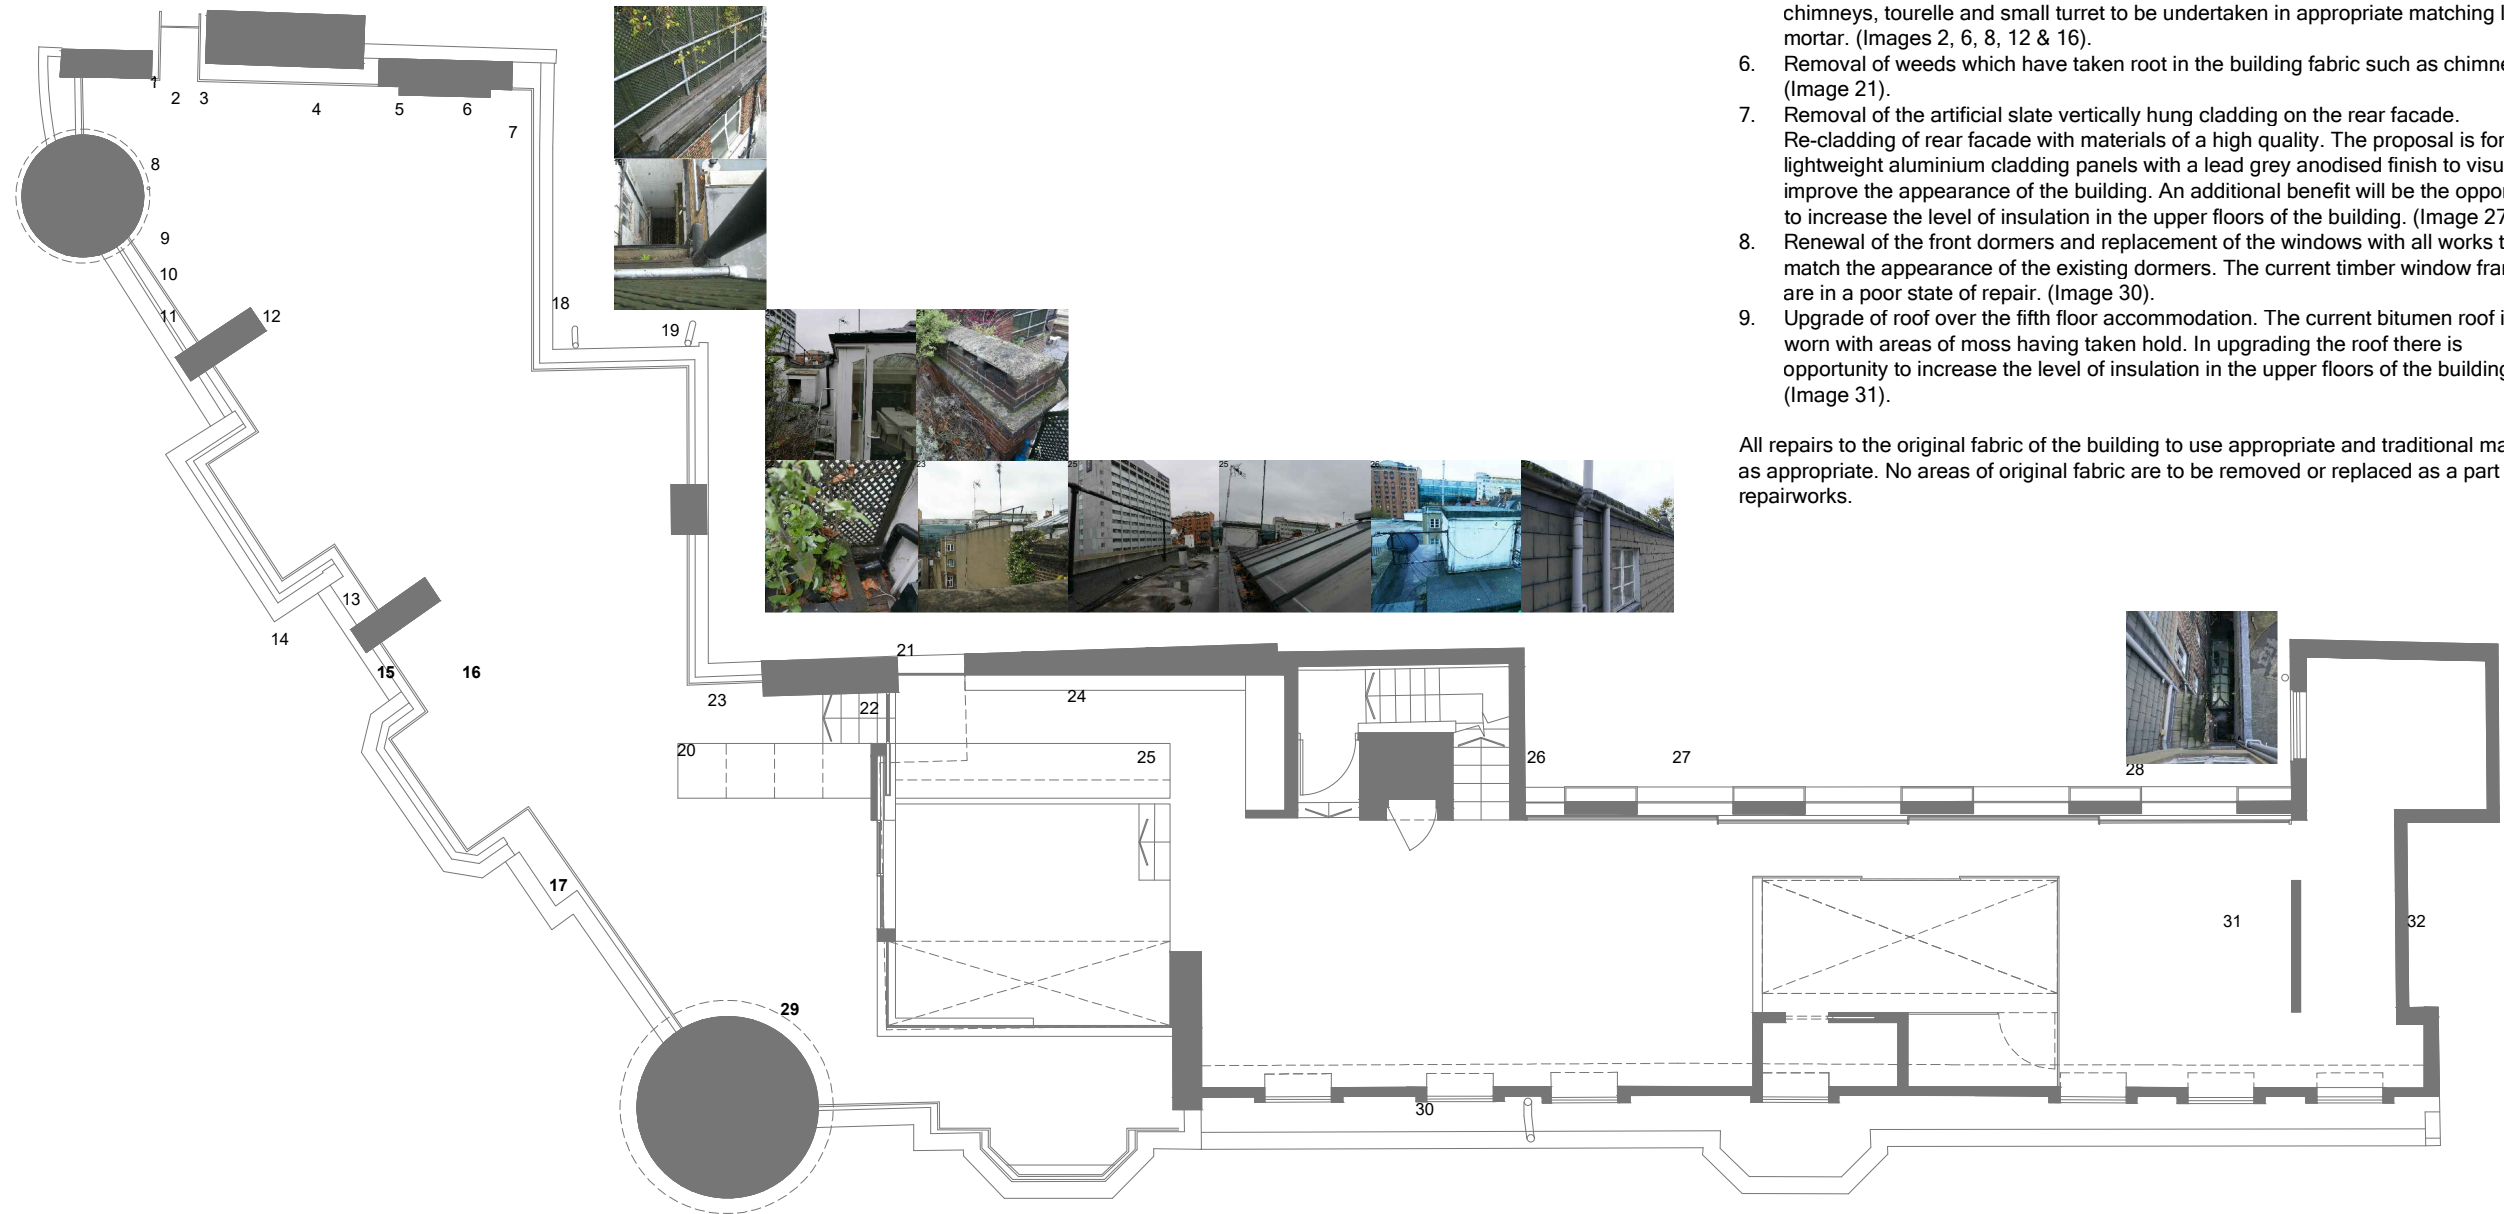 chimneys, tourelle and small turret to be undertaken in appropriate matching
mortar. (Images 2, 6, 8, 12 & 16).
6. Removal of weeds which have taken root in the building fabric such as
(Image 21).
7. Removal of the artificial slate vertically hung cladding on the rear facade.
Re-cladding of rear facade with materials of a high quality. The proposal is for
lightweight aluminium cladding panels with a lead grey anodised finish to
improve the appearance of the building. An additional benefit will be the
to increase the level of insulation in the upper floors of the building. (Image 27
8. Renewal of the front dormers and replacement of the windows with all works
match the appearance of the existing dormers. The current timber window
are in a poor state of repair. (Image 30).
9. Upgrade of roof over the fifth floor accommodation. The current bitumen roof
worn with areas of moss having taken hold. In upgrading the roof there is
opportunity to increase the level of insulation in the upper floors of the building
(Image 31).
All repairs to the original fabric of the building to use appropriate and traditional
as appropriate. No areas of original fabric are to be removed or replaced as a part
repairworks.
1
2
3
4
5
6
7
8
9
10
11
12
18
19
13
14
15
16
17
20
21
22
23
24
25
26
27
28
29
30
31
32
23
25
25
26